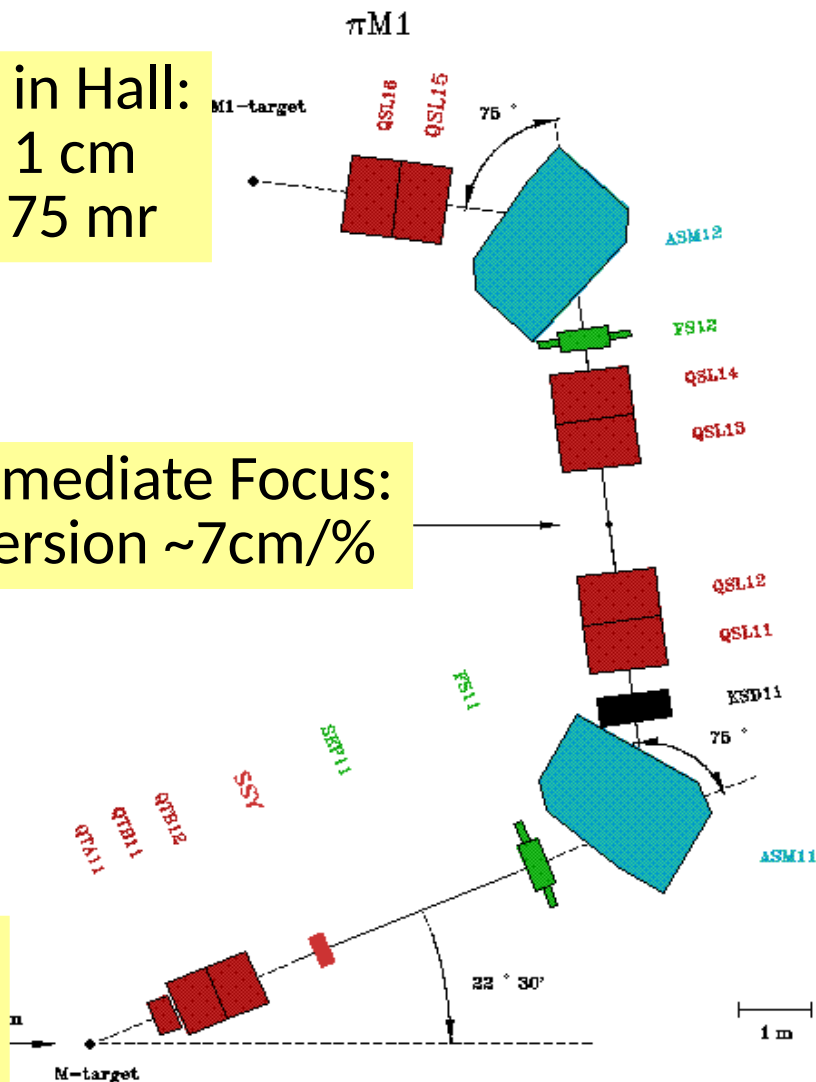 πM1
in Hall:
1 cm
75 mr
M1-target
QSL16
QSL15
75 °
ASM12
FS12
QSL14
QSL13
mediate Focus:
ersion ~7cm/%
QSL12
QSL11
KSD11
75 °
FS11
SKP11
SSY
QTB12
QTB11
QTA11
ASM11
22 ° 30'
1 m
M-target